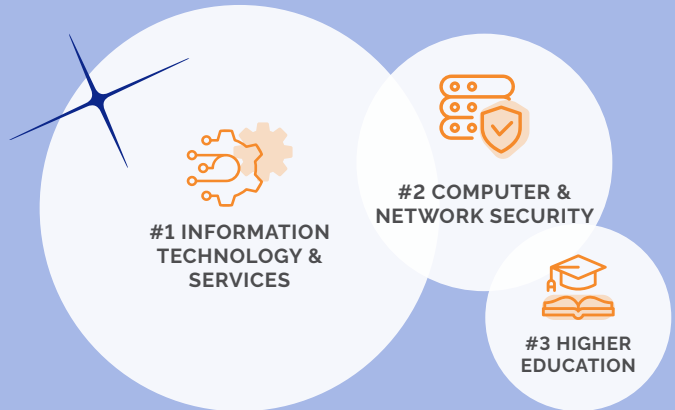 #1 INFORMATION
TECHNOLOGY &
SERVICES
#2 COMPUTER &
NETWORK SECURITY
#3 HIGHER
EDUCATION